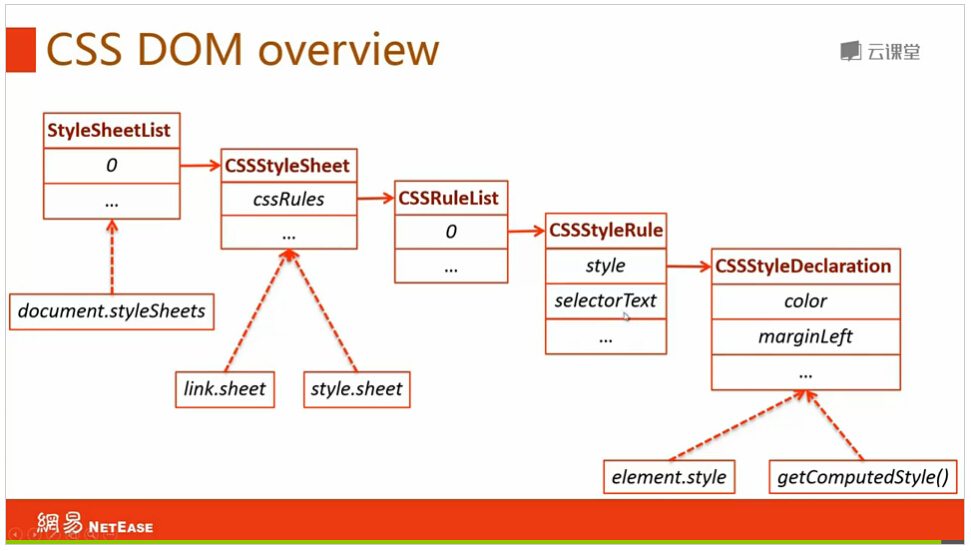 CSS DOM overview
云课堂
StyleSheetList
0
...
CSSStyleSheet
cssRules
...
CSSRuleList
0
...
CSSStyleRule
style
selectorText
...
CSSStyleDeclaration
color
marginLeft
...
document.styleSheets
link.sheet
style.sheet
element.style
getComputedStyle()
網易 NETEASE